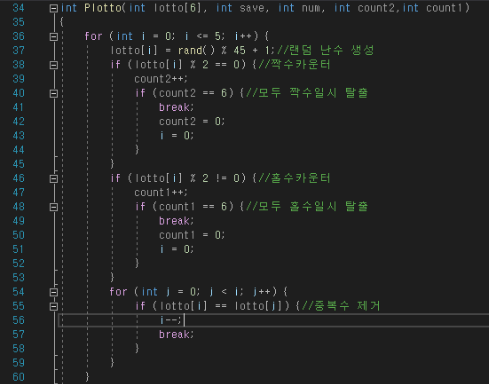 34 int Plotto(int lotto[6], int save, int num, int count2,int count1)
35 {
36 for (int i = 0; i <= 5; i++) {
37 lotto[i] = rand() % 45 + 1;//랜덤 난수 생성
38 if (lotto[i] % 2 == 0) {//짝수카운터
39 count2++;
40 if (count2 == 6) {//모두 짝수일시 탈출
41 break;
42 count2 = 0;
43 i = 0;
44 }
45 }
46 if (lotto[i] % 2 != 0) {//홀수카운터
47 count1++;
48 if (count1 == 6) {//모두 홀수일시 탈출
49 break;
50 count1 = 0;
51 i = 0;
52 }
53 }
54 for (int j = 0; j < i; j++) {
55 if (lotto[i] == lotto[j]) {//중복수 제거
56 i--;
57 break;
58 }
59 }
60 }